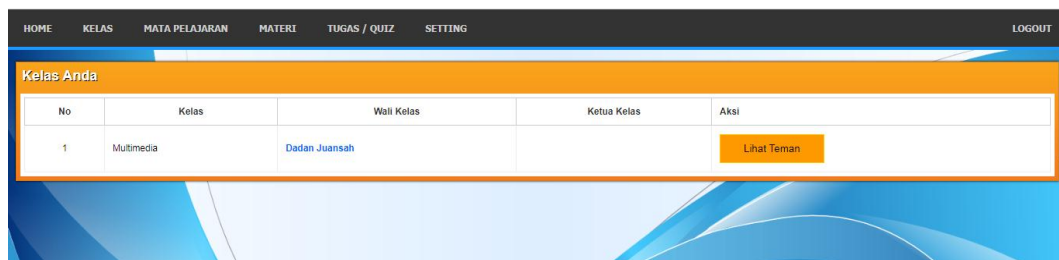 HOME KELAS MATA PELAJARAN MATERI TUGAS / QUIZ SETTING LOGOUT
Kelas Anda
No Kelas Wali Kelas Ketua Kelas Aksi
1 Multimedia Dadan Juansah Lihat Teman